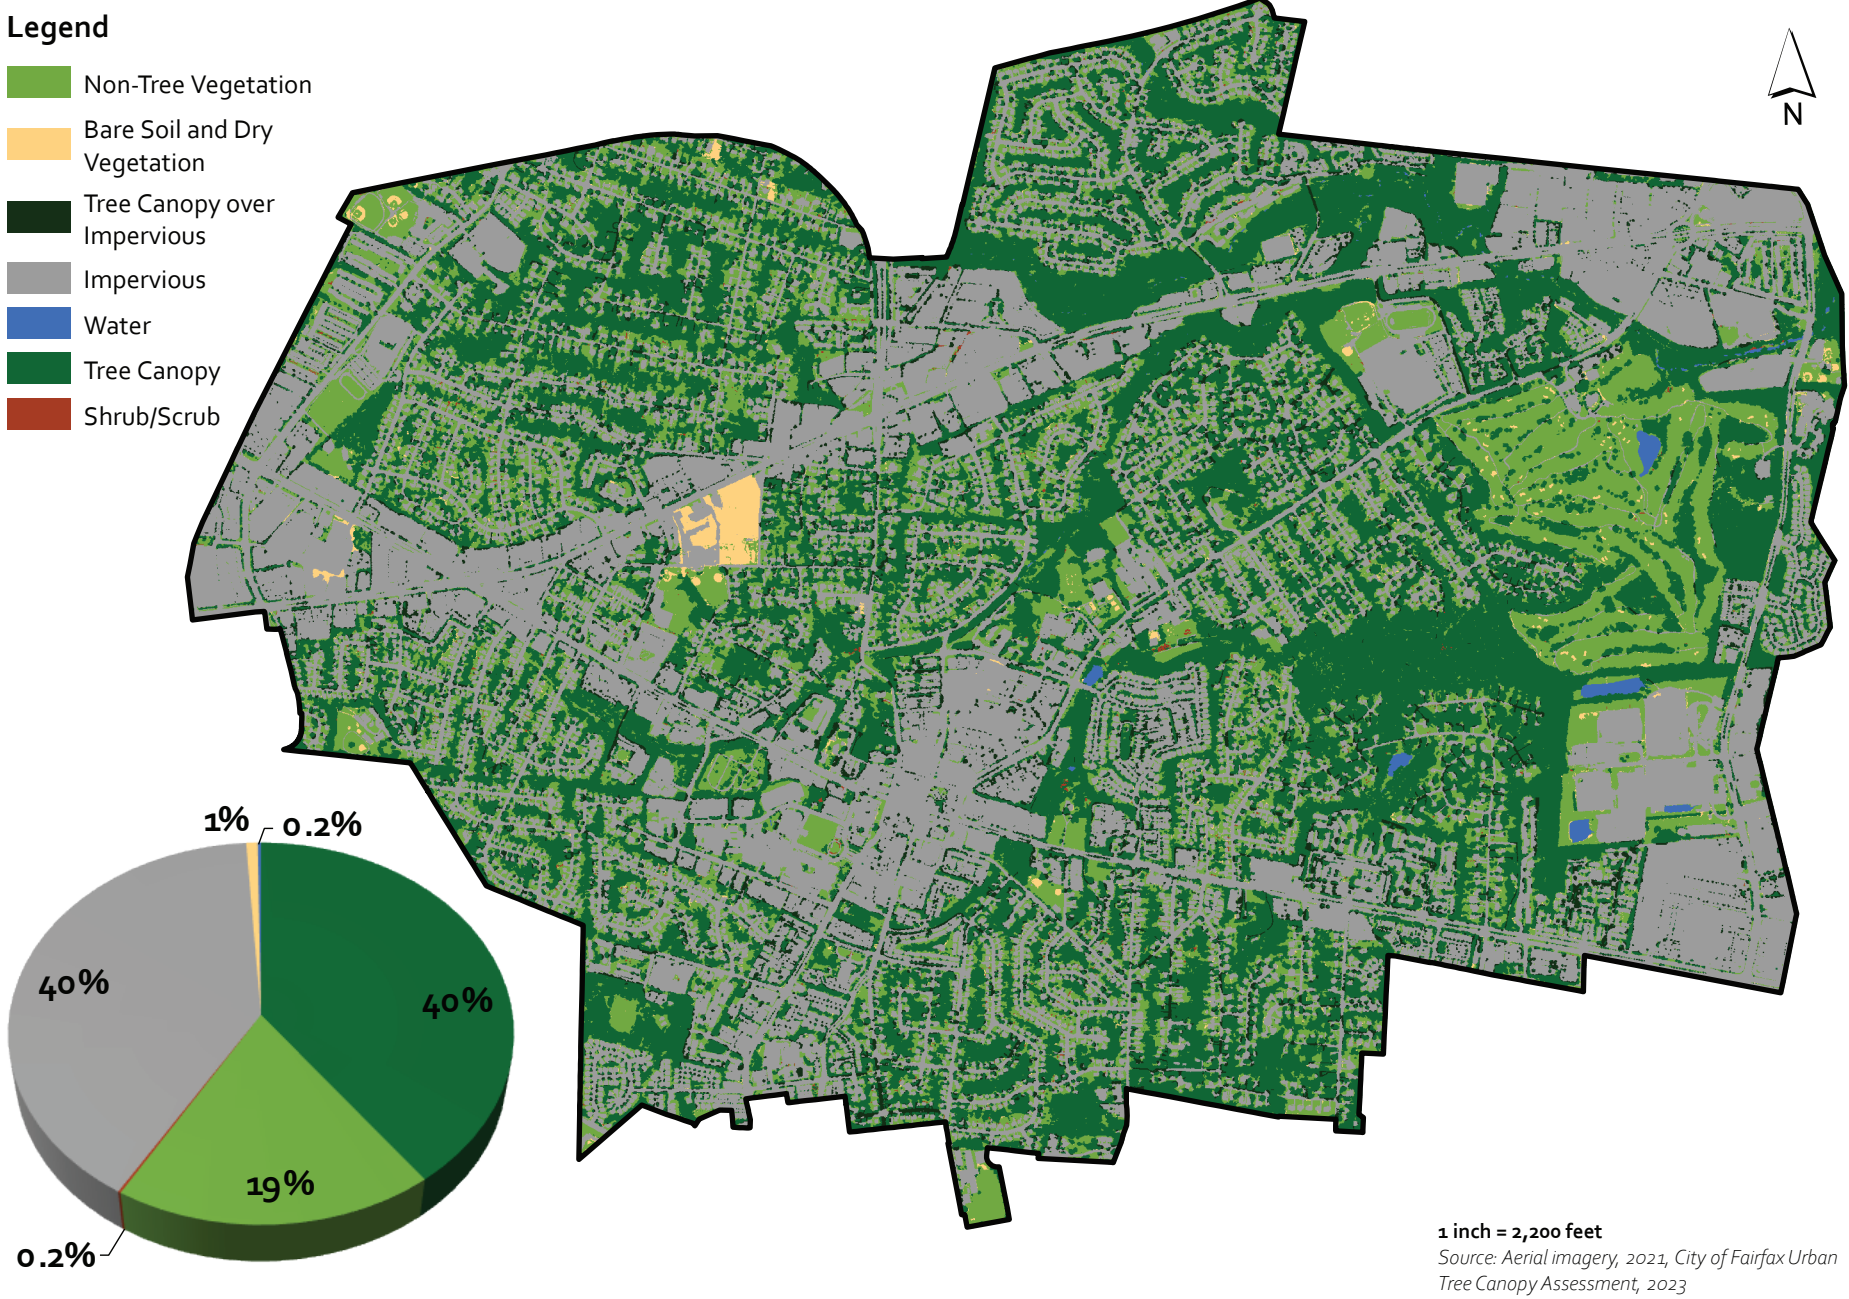 Legend
Non-Tree Vegetation
Bare Soil and Dry
Vegetation
Tree Canopy over
Impervious
Impervious
Water
Tree Canopy
Shrub/Scrub
N
1%
0.2%
40%
40%
19%
0.2%
1 inch = 2,200 feet
Source: Aerial imagery, 2021, City of Fairfax Urban
Tree Canopy Assessment, 2023